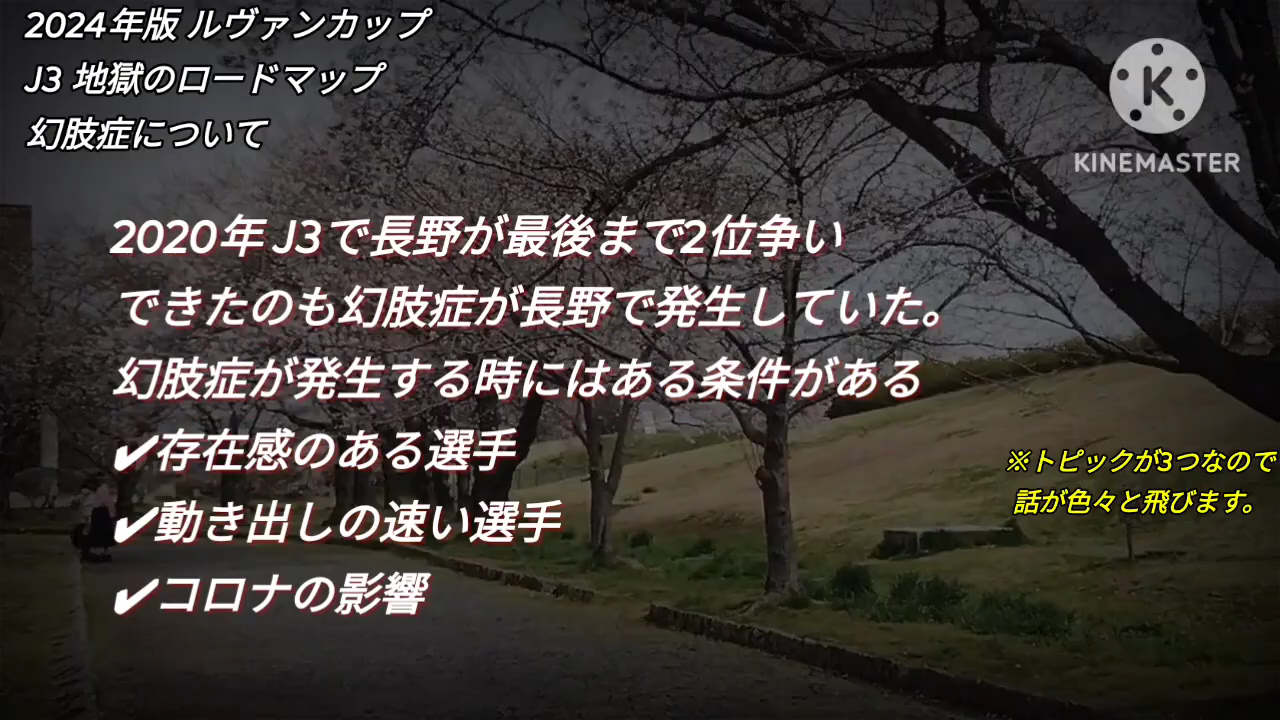 2024年版 ルヴァンカップ
J3 地獄のロードマップ
幻肢症について
K
KINEMASTER
2020年 J3で長野が最後まで2位争い
できたのも幻肢症が長野で発生していた。
幻肢症が発生する時にはある条件がある
✔存在感のある選手
✔動き出しの速い選手
✔コロナの影響
※トピックが3つなので
話が色々と飛びます。